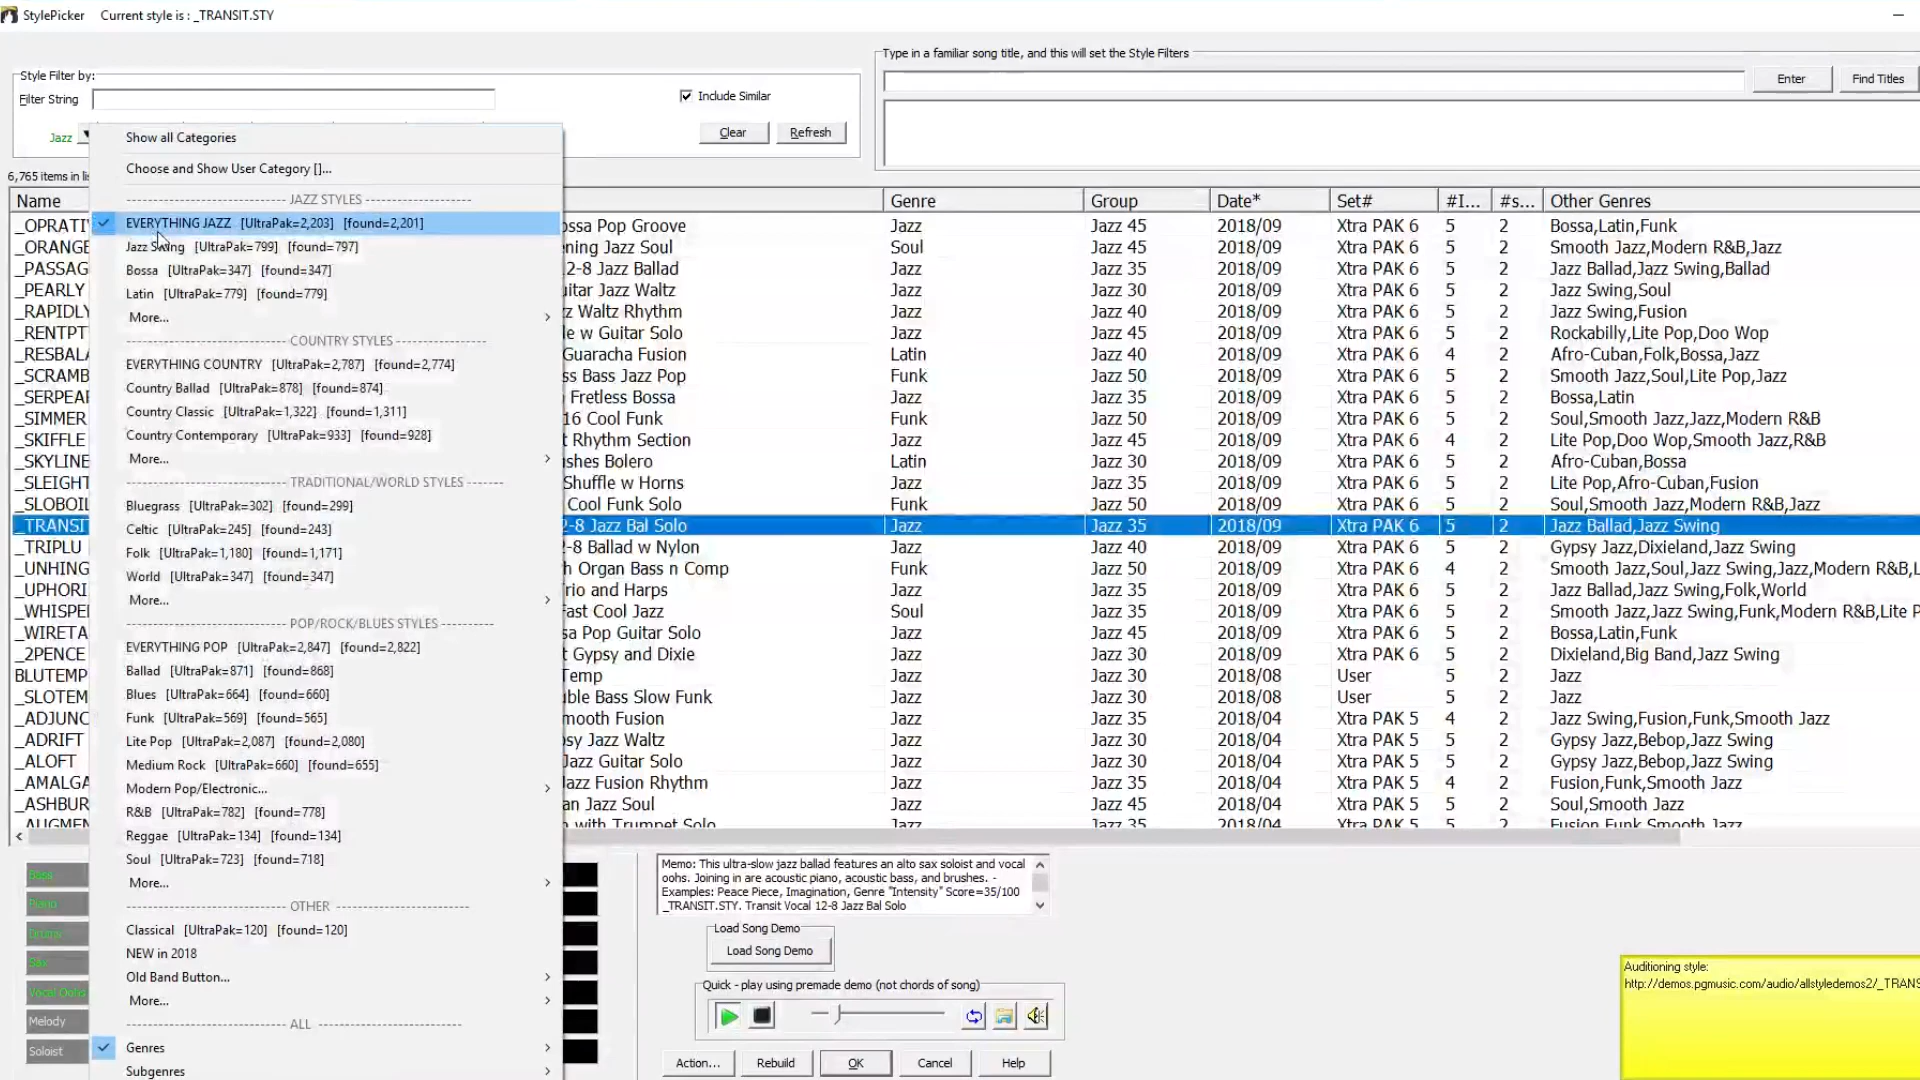 StylePicker Current style is : _TRANSIT.STY
Style Filter by:
Filter String
Include Similar
Jazz
Clear
Refresh
Type in a familiar song title, and this will set the Style Filters
Enter
Find Titles
6,765 items in li
Show all Categories
Choose and Show User Category []...
JAZZ STYLES
EVERYTHING JAZZ [UltraPak=2,203] [found=2,201]
Jazz Swing [UltraPak=799] [found=797]
Bossa [UltraPak=347] [found=347]
Latin [UltraPak=779] [found=779]
More...
COUNTRY STYLES
EVERYTHING COUNTRY [UltraPak=2,787] [found=2,774]
Country Ballad [UltraPak=878] [found=874]
Country Classic [UltraPak=1,322] [found=1,311]
Country Contemporary [UltraPak=933] [found=928]
More...
TRADITIONAL/WORLD STYLES
Bluegrass [UltraPak=302] [found=299]
Celtic [UltraPak=245] [found=243]
Folk [UltraPak=1,180] [found=1,171]
World [UltraPak=347] [found=347]
More...
POP/ROCK/BLUES STYLES
EVERYTHING POP [UltraPak=2,847] [found=2,822]
Ballad [UltraPak=871] [found=868]
Blues [UltraPak=664] [found=660]
Funk [UltraPak=569] [found=565]
Lite Pop [UltraPak=2,087] [found=2,080]
Medium Rock [UltraPak=660] [found=655]
Modern Pop/Electronic...
R&B [UltraPak=782] [found=778]
Reggae [UltraPak=134] [found=134]
Soul [UltraPak=723] [found=718]
More...
OTHER
Classical [UltraPak=120] [found=120]
NEW in 2018
Old Band Button...
More...
ALL
Genres
Subgenres
Name Genre Group Date* Set# #I... #s... Other Genres
_OPRATI ossa Pop Groove Jazz Jazz 45 2018/09 Xtra PAK 6 5 2 Bossa,Latin,Funk
_ORANGE ening Jazz Soul Soul Jazz 45 2018/09 Xtra PAK 6 5 2 Smooth Jazz,Modern R&B,Jazz
_PASSAG 12-8 Jazz Ballad Jazz Jazz 35 2018/09 Xtra PAK 6 5 2 Jazz Ballad,Jazz Swing,Ballad
_PEARLY uitar Jazz Waltz Jazz Jazz 30 2018/09 Xtra PAK 6 5 2 Jazz Swing,Soul
_RAPIDLY z Waltz Rhythm Jazz Jazz 40 2018/09 Xtra PAK 6 5 2 Jazz Swing,Fusion
_RENTPT le w Guitar Solo Jazz Jazz 45 2018/09 Xtra PAK 6 5 2 Rockabilly,Lite Pop,Doo Wop
_RESBALA Guaracha Fusion Latin Jazz 40 2018/09 Xtra PAK 6 4 2 Afro-Cuban,Folk,Bossa,Jazz
_SCRAMB ss Bass Jazz Pop Funk Jazz 50 2018/09 Xtra PAK 6 5 2 Smooth Jazz,Soul,Lite Pop,Jazz
_SERPEAR Fretless Bossa Jazz Jazz 35 2018/09 Xtra PAK 6 5 2 Bossa,Latin
_SIMMER 16 Cool Funk Funk Jazz 50 2018/09 Xtra PAK 6 5 2 Soul,Smooth Jazz,Jazz,Modern R&B
_SKIFFLE t Rhythm Section Jazz Jazz 45 2018/09 Xtra PAK 6 4 2 Lite Pop,Doo Wop,Smooth Jazz,R&B
_SKYLINE ushes Bolero Latin Jazz 30 2018/09 Xtra PAK 6 5 2 Afro-Cuban,Bossa
_SLEIGHT Shuffle w Horns Jazz Jazz 45 2018/09 Xtra PAK 6 5 2 Lite Pop,Afro-Cuban,Fusion
_SLOBOIL Cool Funk Solo Funk Jazz 50 2018/09 Xtra PAK 6 5 2 Soul,Smooth Jazz,Modern R&B,Jazz
_TRANSIT 2-8 Jazz Bal Solo Jazz Jazz 35 2018/09 Xtra PAK 6 5 2 Jazz Ballad,Jazz Swing
_TRIPLU 2-8 Ballad w Nylon Jazz Jazz 40 2018/09 Xtra PAK 6 5 2 Gypsy Jazz,Dixieland,Jazz Swing
_UNHING h Organ Bass n Comp Funk Jazz 50 2018/09 Xtra PAK 6 4 2 Smooth Jazz,Soul,Jazz Swing,Jazz,Modern R&B,L
_UPHORI rio and Harps Jazz Jazz 35 2018/09 Xtra PAK 6 5 2 Jazz Ballad,Jazz Swing,Folk,World
_WHISPER Fast Cool Jazz Soul Jazz 35 2018/09 Xtra PAK 6 5 2 Smooth Jazz,Jazz Swing,Funk,Modern R&B,Lite P
_WIRETA sa Pop Guitar Solo Jazz Jazz 45 2018/09 Xtra PAK 6 5 2 Bossa,Latin,Funk
_2PENCE t Gypsy and Dixie Jazz Jazz 30 2018/09 Xtra PAK 6 5 2 Dixieland,Big Band,Jazz Swing
BLUTEMP Temp Jazz Jazz 30 2018/08 User 5 2 Jazz
_SLOTEM uble Bass Slow Funk Jazz Jazz 30 2018/08 User 5 2 Jazz
_ADJUNC mooth Fusion Jazz Jazz 35 2018/04 Xtra PAK 5 4 2 Jazz Swing,Fusion,Funk,Smooth Jazz
_ADRIFT psy Jazz Waltz Jazz Jazz 30 2018/04 Xtra PAK 5 5 2 Gypsy Jazz,Bebop,Jazz Swing
_ALOFT Jazz Guitar Solo Jazz Jazz 35 2018/04 Xtra PAK 5 5 2 Gypsy Jazz,Bebop,Jazz Swing
_AMALGA Jazz Fusion Rhythm Jazz Jazz 35 2018/04 Xtra PAK 5 4 2 Fusion,Funk,Smooth Jazz
_ASHBUR an Jazz Soul Jazz Jazz 45 2018/04 Xtra PAK 5 5 2 Soul,Smooth Jazz
_AUGMEN n with Trumpet Solo Jazz Jazz 35 2018/04 Xtra PAK 5 5 2 Fusion,Funk,Smooth Jazz
Bass
Piano
Drums
Sax
Vocal Oohs
Melody
Soloist
Memo: This ultra-slow jazz ballad features an alto sax soloist and vocal
oohs. Joining in are acoustic piano, acoustic bass, and brushes. -
Examples: Peace Piece, Imagination, Genre "Intensity" Score=35/100
_TRANSIT.STY. Transit Vocal 12-8 Jazz Bal Solo
Load Song Demo
Load Song Demo
Quick - play using premade demo (not chords of song)
Action...
Rebuild
OK
Cancel
Help
Auditioning style:
http://demos.pgmusic.com/audio/allstyledemos2/_TRANS